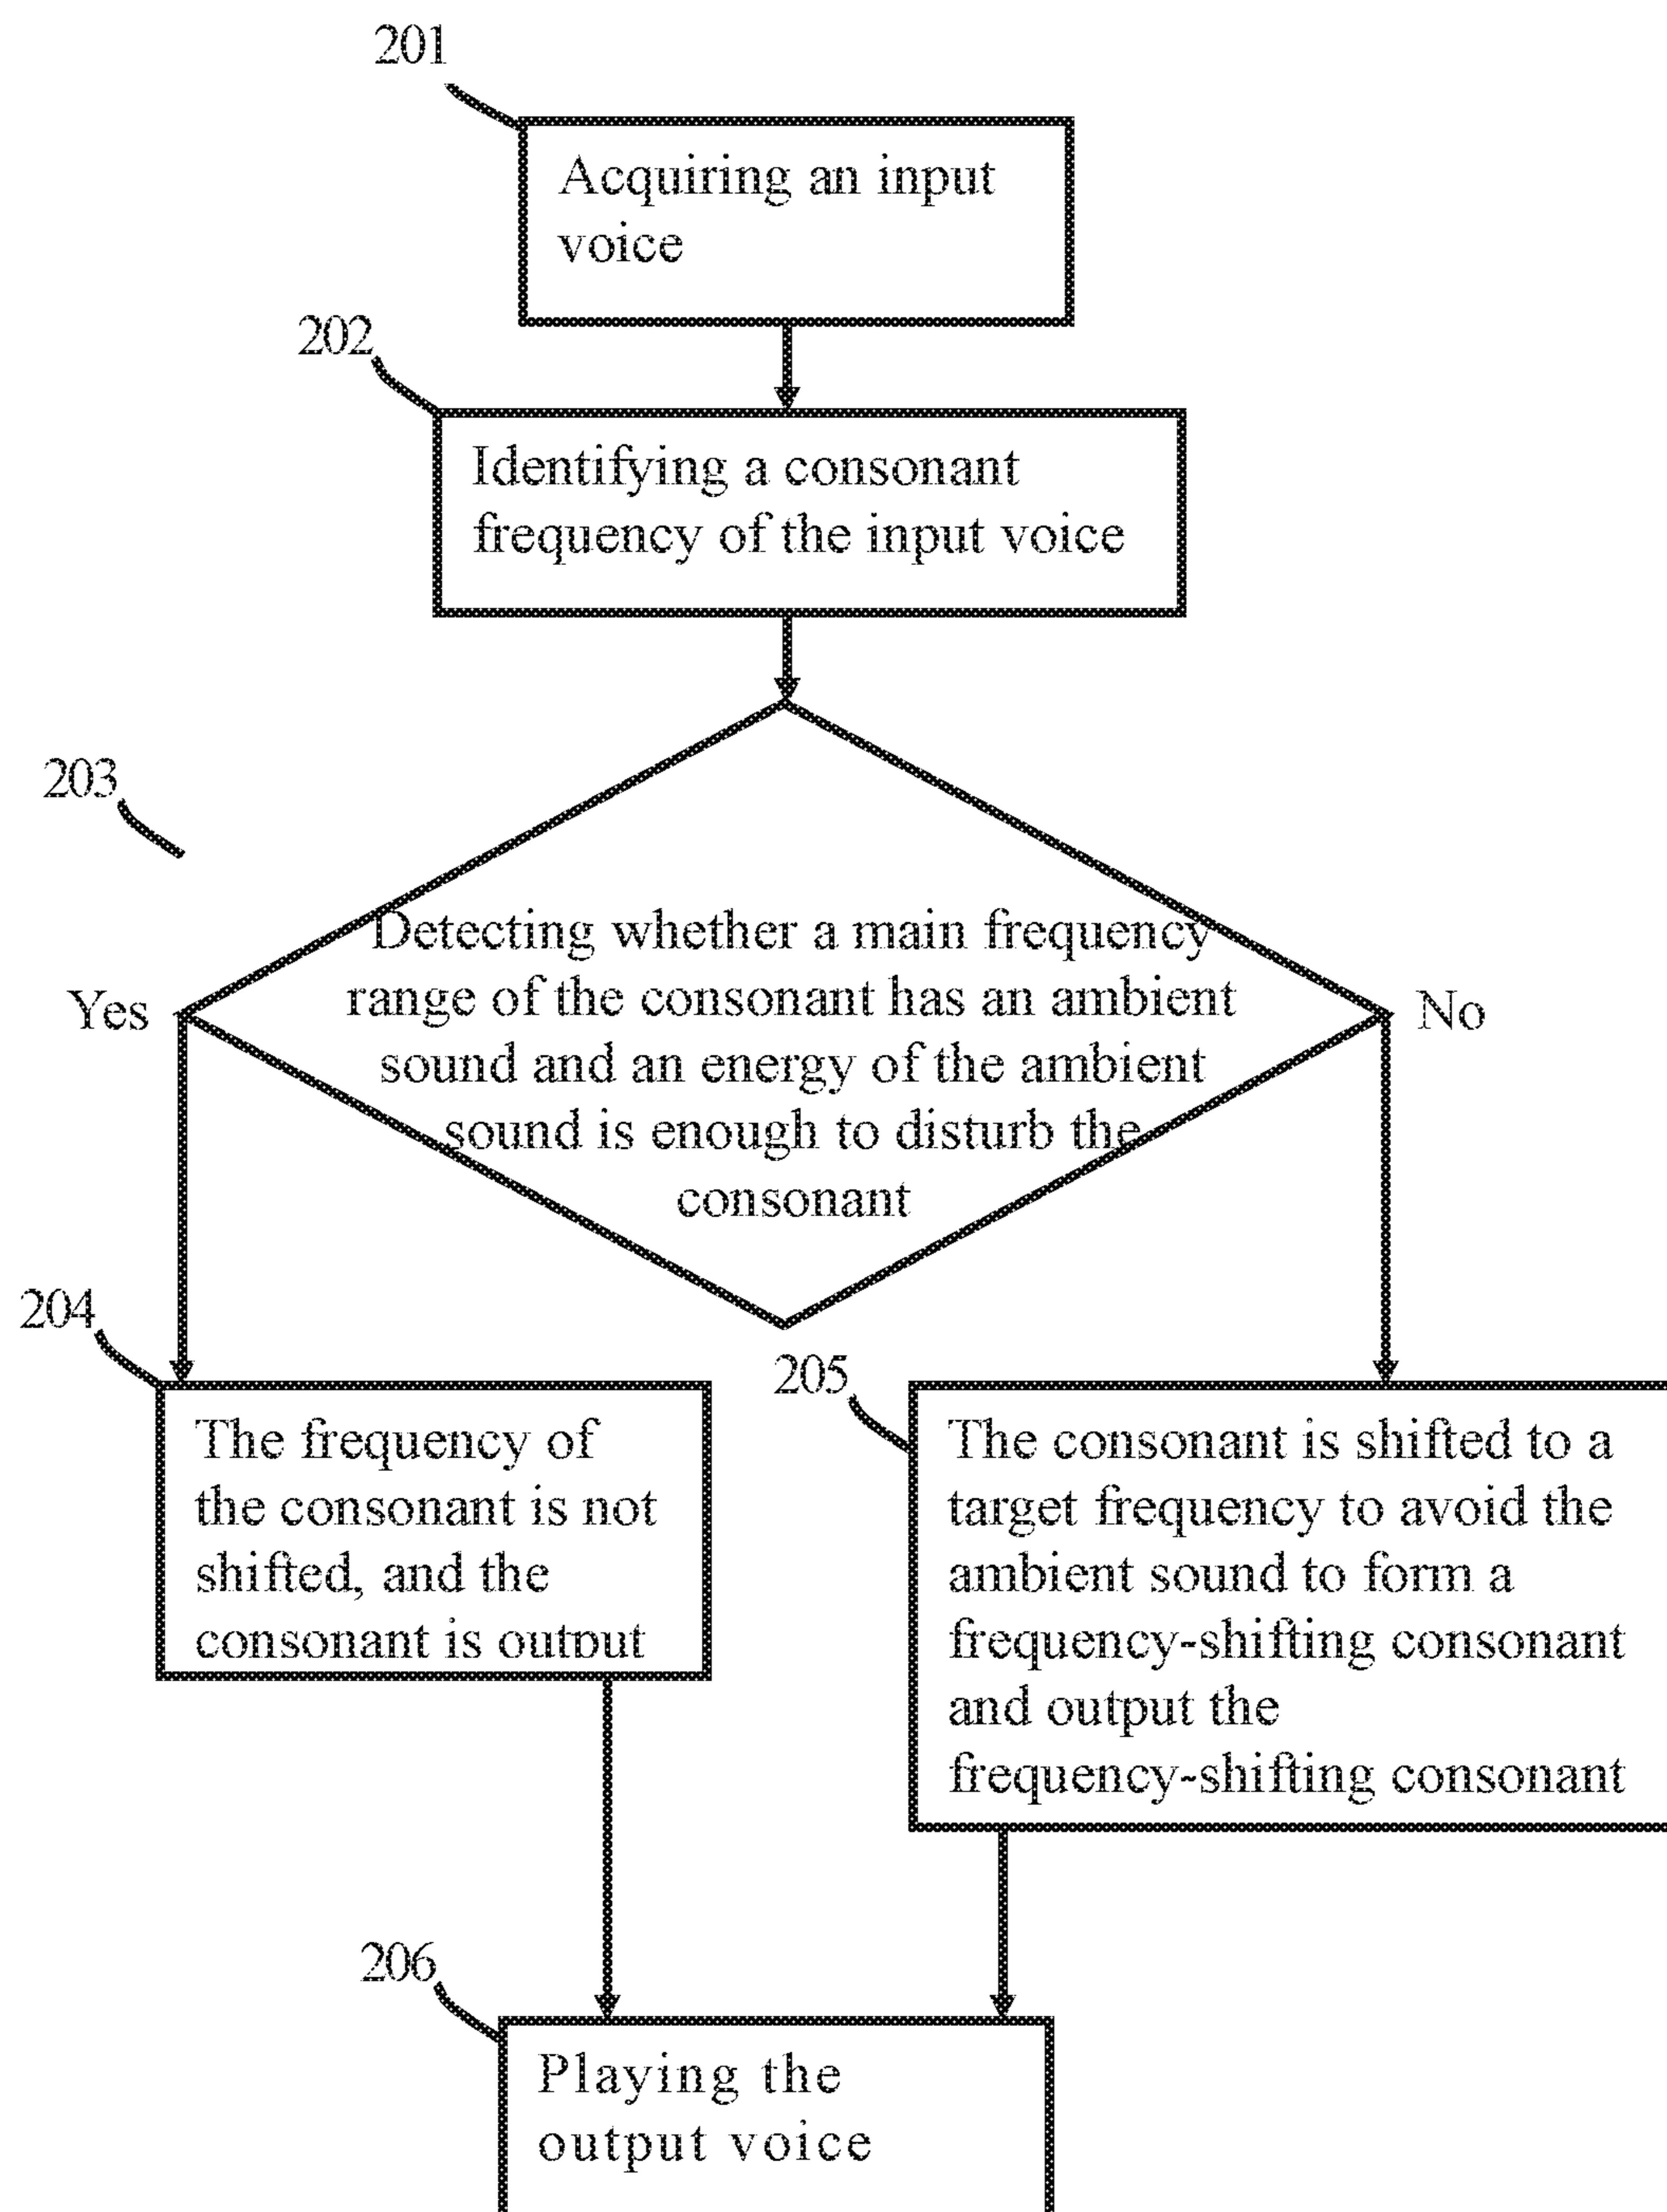 201
Acquiring an input
voice
202
Identifying a consonant
frequency of the input voice
203
Detecting whether a main frequency
range of the consonant has an ambient
sound and an energy of the ambient
sound is enough to disturb the
consonant
Yes
No
204
The frequency of
the consonant is not
shifted, and the
consonant is output
205
The consonant is shifted to a
target frequency to avoid the
ambient sound to form a
frequency-shifting consonant
and output the
frequency-shifting consonant
206
Playing the
output voice